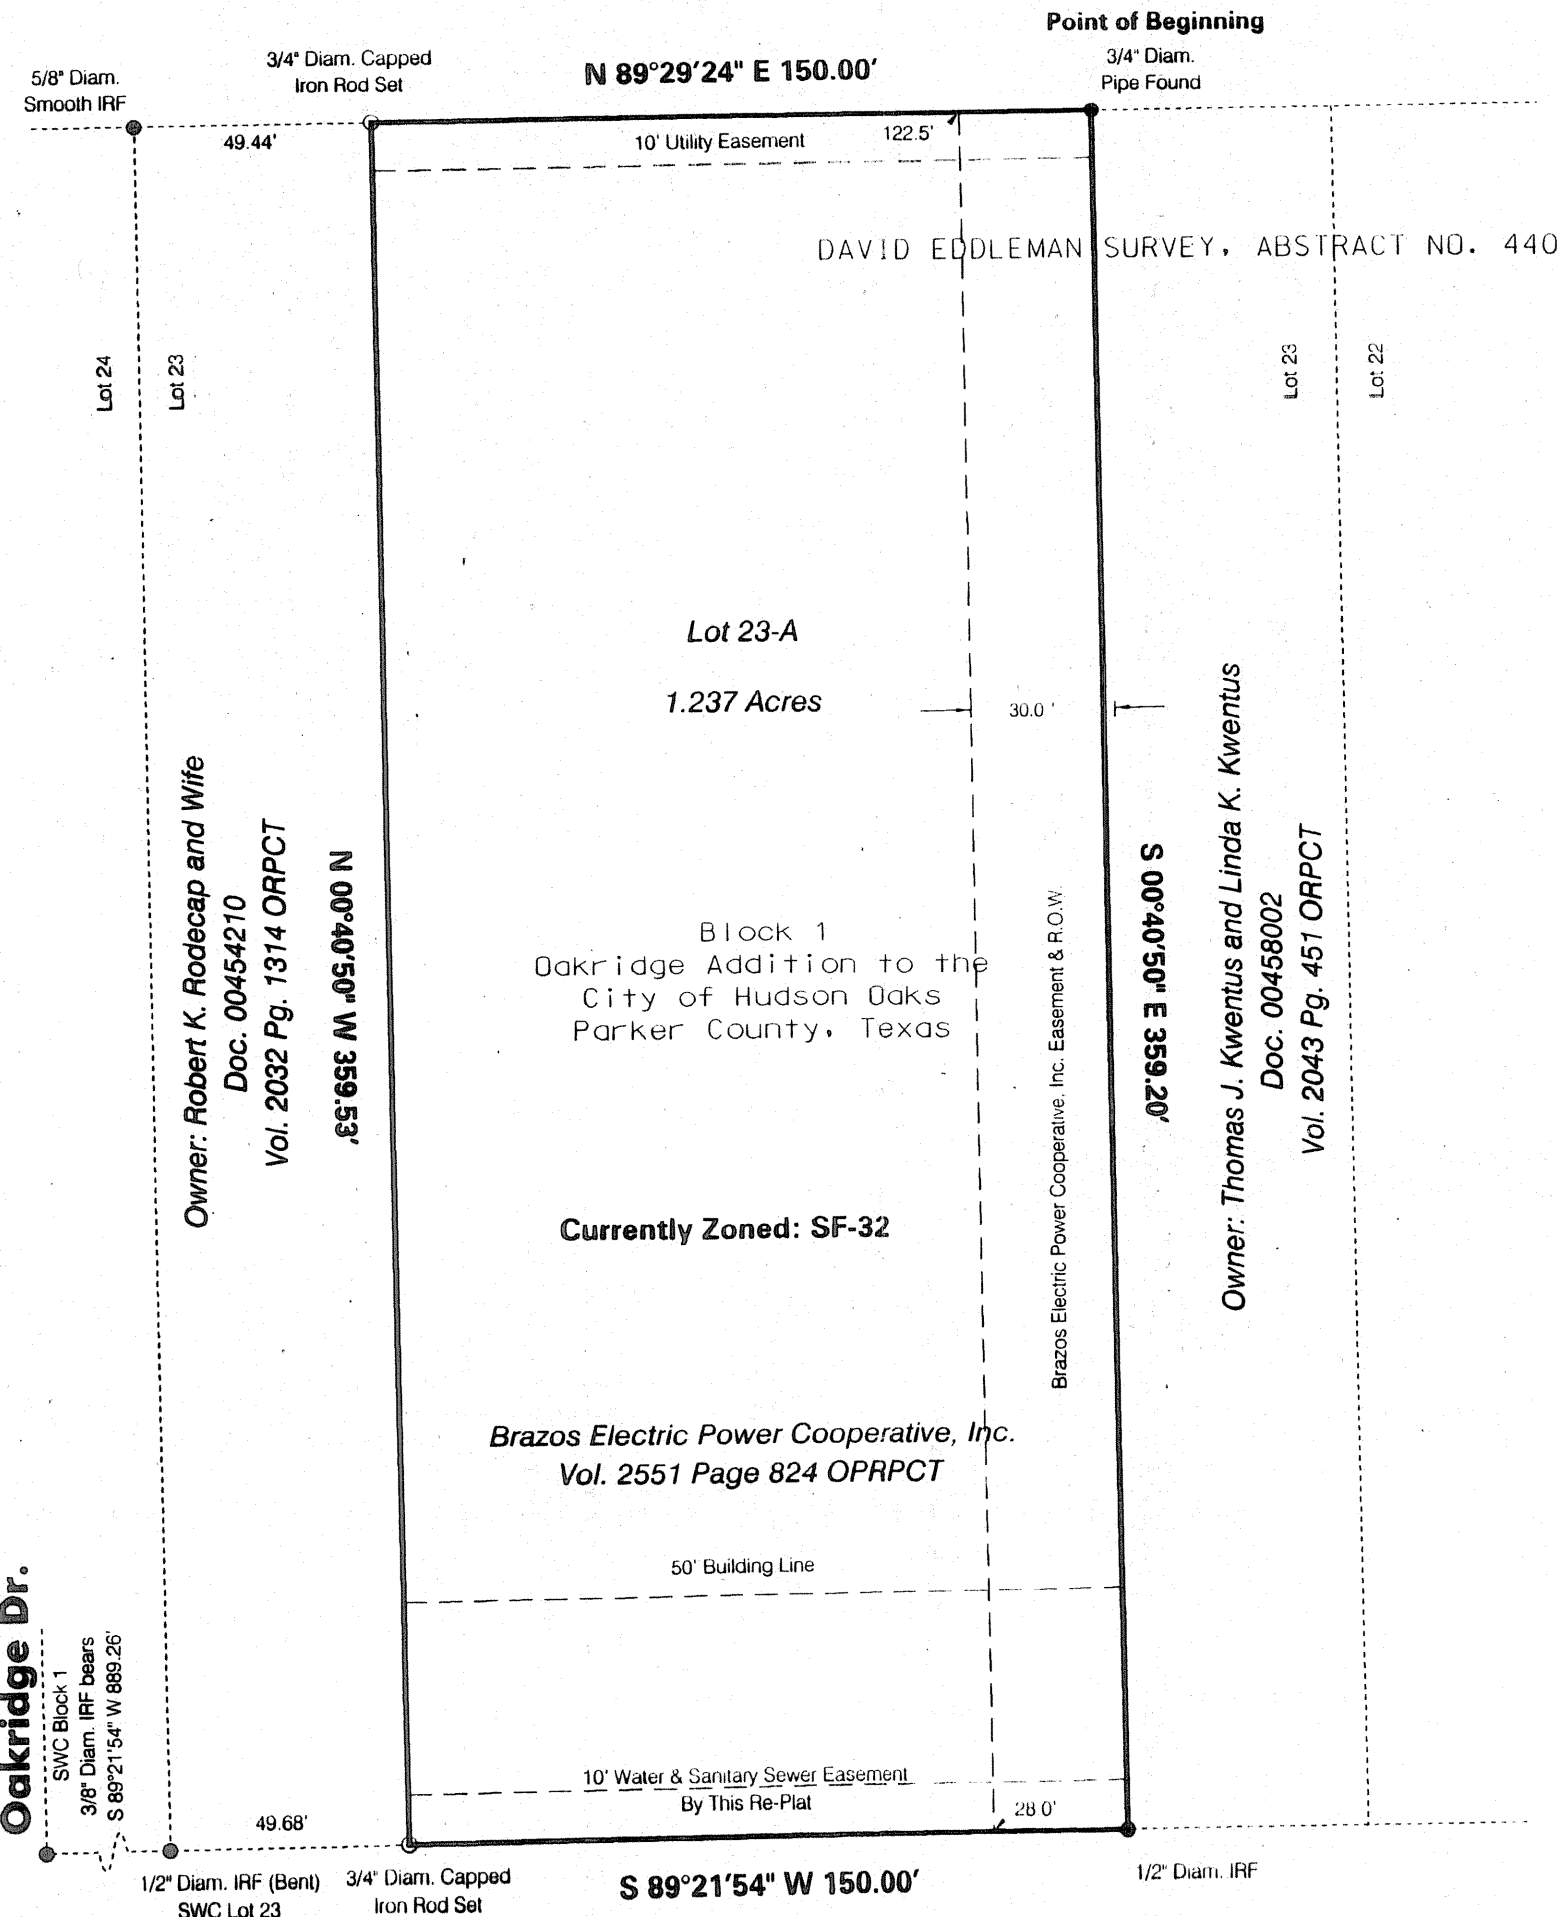 Point of Beginning
3/4" Diam.
Pipe Found
3/4" Diam. Capped
Iron Rod Set
N 89°29'24" E 150.00'
5/8" Diam.
Smooth IRF
49.44'
10' Utility Easement
122.5'
DAVID EDDLEMAN SURVEY, ABSTRACT NO. 440
Lot 24
Lot 23
Lot 23
Lot 22
Lot 23-A
1.237 Acres
30.0 '
Owner: Robert K. Rodecap and Wife
Doc. 00454210
Vol. 2032 Pg. 1314 ORPCT
N 00°40'50" W 359.53'
Block 1
Oakridge Addition to the
City of Hudson Oaks
Parker County, Texas
Brazos Electric Power Cooperative, Inc. Easement & R.O.W.
S 00°40'50" E 359.20'
Owner: Thomas J. Kwentus and Linda K. Kwentus
Doc. 00458002
Vol. 2043 Pg. 451 ORPCT
Currently Zoned: SF-32
Brazos Electric Power Cooperative, Inc.
Vol. 2551 Page 824 OPRPCT
50' Building Line
Oakridge Dr.
SWC Block 1
3/8" Diam. IRF bears
S 89°21'54" W 889.26'
10' Water & Sanitary Sewer Easement
By This Re-Plat
28.0'
49.68'
1/2" Diam. IRF (Bent)
SWC Lot 23
3/4" Diam. Capped
Iron Rod Set
S 89°21'54" W 150.00'
1/2" Diam. IRF